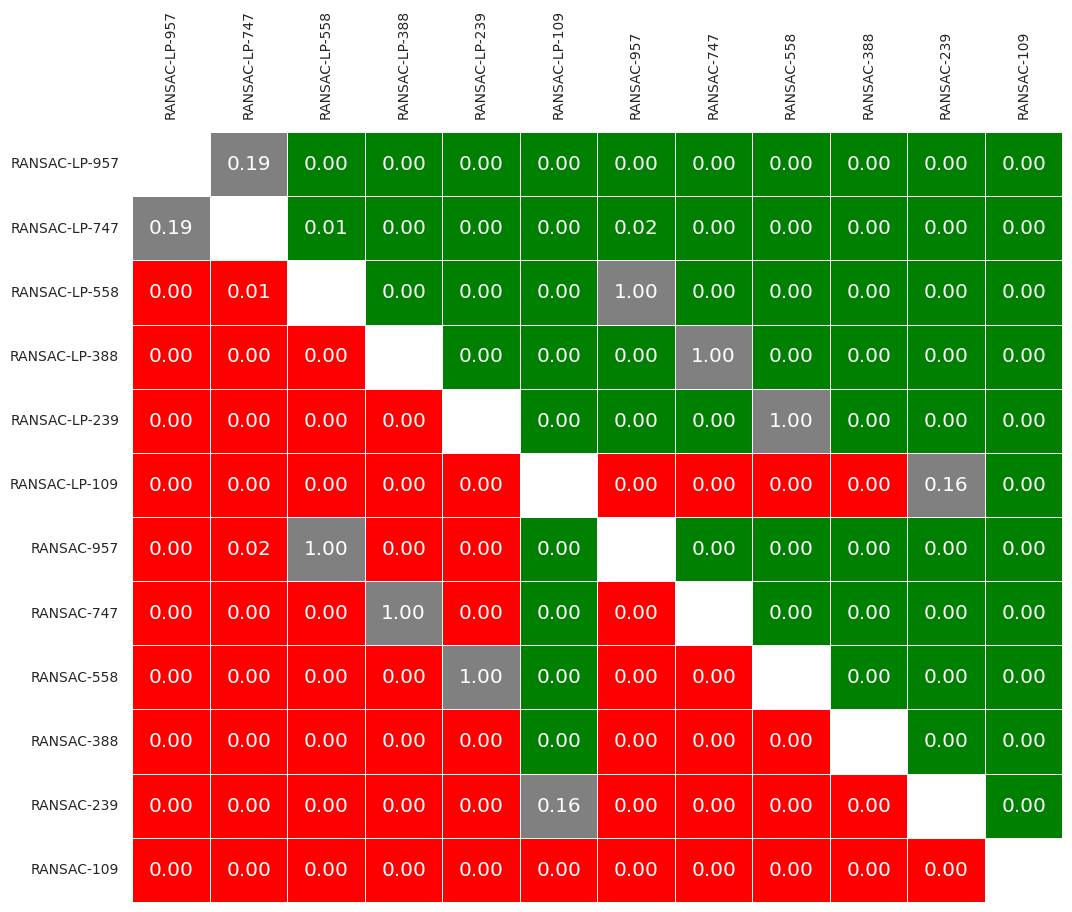 RANSAC-LP-957 RANSAC-LP-747 RANSAC-LP-558 RANSAC-LP-388 RANSAC-LP-239 RANSAC-LP-109 RANSAC-957 RANSAC-747 RANSAC-558 RANSAC-388 RANSAC-239 RANSAC-109
RANSAC-LP-957 0.19 0.00 0.00 0.00 0.00 0.00 0.00 0.00 0.00 0.00 0.00
RANSAC-LP-747 0.19 0.01 0.00 0.00 0.00 0.02 0.00 0.00 0.00 0.00 0.00
RANSAC-LP-558 0.00 0.01 0.00 0.00 0.00 1.00 0.00 0.00 0.00 0.00 0.00
RANSAC-LP-388 0.00 0.00 0.00 0.00 0.00 0.00 1.00 0.00 0.00 0.00 0.00
RANSAC-LP-239 0.00 0.00 0.00 0.00 0.00 0.00 0.00 1.00 0.00 0.00 0.00
RANSAC-LP-109 0.00 0.00 0.00 0.00 0.00 0.00 0.00 0.00 0.00 0.16 0.00
RANSAC-957 0.00 0.02 1.00 0.00 0.00 0.00 0.00 0.00 0.00 0.00 0.00
RANSAC-747 0.00 0.00 0.00 1.00 0.00 0.00 0.00 0.00 0.00 0.00 0.00
RANSAC-558 0.00 0.00 0.00 0.00 1.00 0.00 0.00 0.00 0.00 0.00 0.00
RANSAC-388 0.00 0.00 0.00 0.00 0.00 0.00 0.00 0.00 0.00 0.00 0.00
RANSAC-239 0.00 0.00 0.00 0.00 0.00 0.16 0.00 0.00 0.00 0.00 0.00
RANSAC-109 0.00 0.00 0.00 0.00 0.00 0.00 0.00 0.00 0.00 0.00 0.00